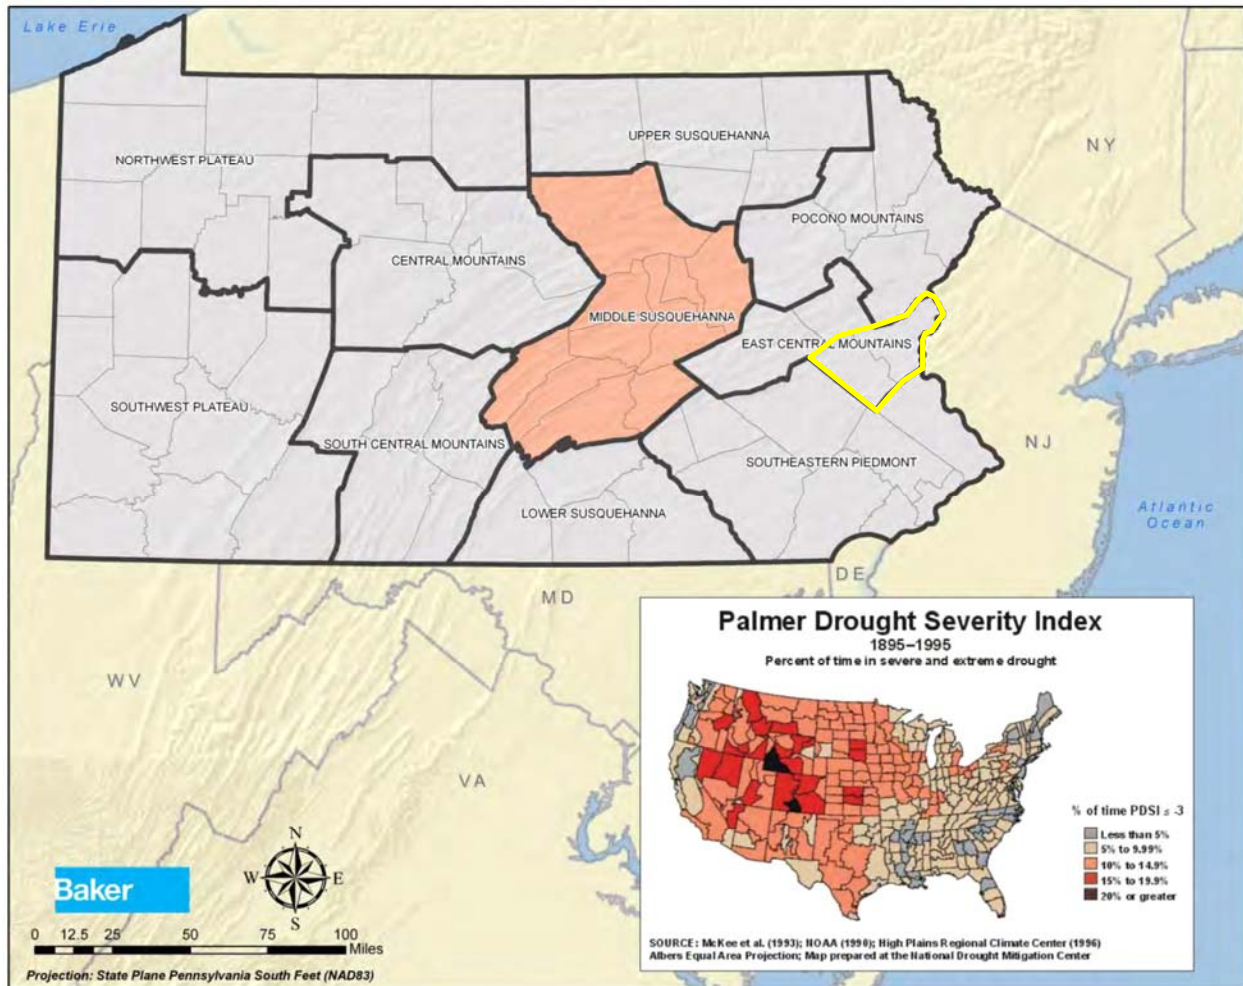 Lake Erie
NY
UPPER SUSQUEHANNA
NORTHWEST PLATEAU
POCONO MOUNTAINS
CENTRAL MOUNTAINS
MIDDLE SUSQUEHANNA
EAST CENTRAL MOUNTAINS
SOUTHWEST PLATEAU
SOUTH CENTRAL MOUNTAINS
NJ
SOUTHEASTERN PIEDMONT
LOWER SUSQUEHANNA
Atlantic
Ocean
DE
MD
WV
VA
Palmer Drought Severity Index
1895–1995
Percent of time in severe and extreme drought
% of time PDSI ≤ -3
Less than 5%
5% to 9.99%
10% to 14.9%
15% to 19.9%
20% or greater
SOURCE: McKee et al. (1993); NOAA (1990); High Plains Regional Climate Center (1996)
Albers Equal Area Projection; Map prepared at the National Drought Mitigation Center
N
W E
S
Baker
0 12.5 25 50 75 100
Miles
Projection: State Plane Pennsylvania South Feet (NAD83)